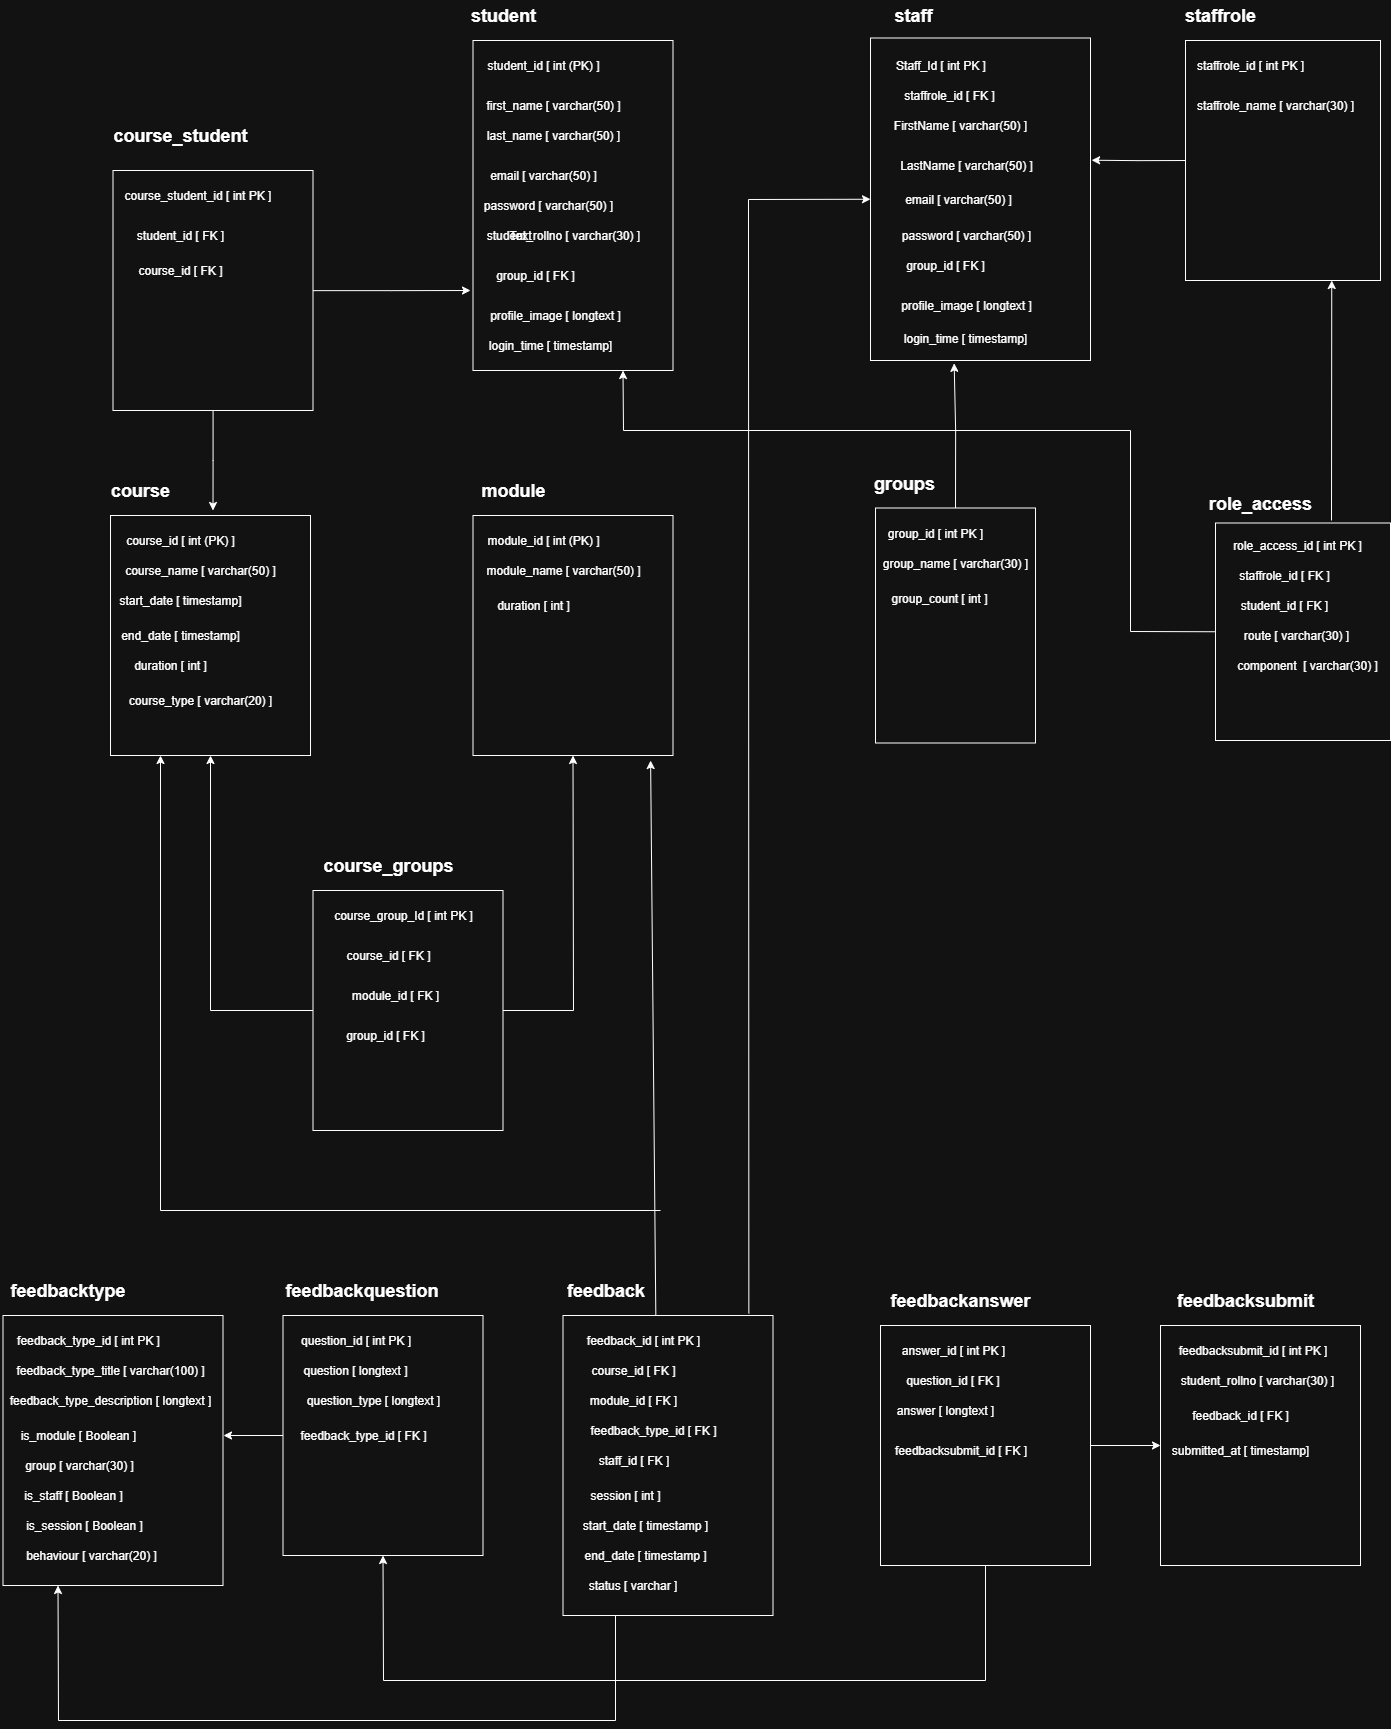 student
student_id [ int (PK) ]
first_name [ varchar(50) ]
last_name [ varchar(50) ]
email [ varchar(50) ]
password [ varchar(50) ]
student_rollno [ varchar(30) ]
Text
group_id [ FK ]
profile_image [ longtext ]
login_time [ timestamp]
staff
Staff_Id [ int PK ]
staffrole_id [ FK ]
FirstName [ varchar(50) ]
LastName [ varchar(50) ]
email [ varchar(50) ]
password [ varchar(50) ]
group_id [ FK ]
profile_image [ longtext ]
login_time [ timestamp]
staffrole
staffrole_id [ int PK ]
staffrole_name [ varchar(30) ]
course_student
course_student_id [ int PK ]
student_id [ FK ]
course_id [ FK ]
course
course_id [ int (PK) ]
course_name [ varchar(50) ]
start_date [ timestamp]
end_date [ timestamp]
duration [ int ]
course_type [ varchar(20) ]
module
module_id [ int (PK) ]
module_name [ varchar(50) ]
duration [ int ]
groups
group_id [ int PK ]
group_name [ varchar(30) ]
group_count [ int ]
role_access
role_access_id [ int PK ]
staffrole_id [ FK ]
student_id [ FK ]
route [ varchar(30) ]
component [ varchar(30) ]
course_groups
course_group_Id [ int PK ]
course_id [ FK ]
module_id [ FK ]
group_id [ FK ]
feedbacktype
feedback_type_id [ int PK ]
feedback_type_title [ varchar(100) ]
feedback_type_description [ longtext ]
is_module [ Boolean ]
group [ varchar(30) ]
is_staff [ Boolean ]
is_session [ Boolean ]
behaviour [ varchar(20) ]
feedbackquestion
question_id [ int PK ]
question [ longtext ]
question_type [ longtext ]
feedback_type_id [ FK ]
feedback
feedback_id [ int PK ]
course_id [ FK ]
module_id [ FK ]
feedback_type_id [ FK ]
staff_id [ FK ]
session [ int ]
start_date [ timestamp ]
end_date [ timestamp ]
status [ varchar ]
feedbackanswer
answer_id [ int PK ]
question_id [ FK ]
answer [ longtext ]
feedbacksubmit_id [ FK ]
feedbacksubmit
feedbacksubmit_id [ int PK ]
student_rollno [ varchar(30) ]
feedback_id [ FK ]
submitted_at [ timestamp]